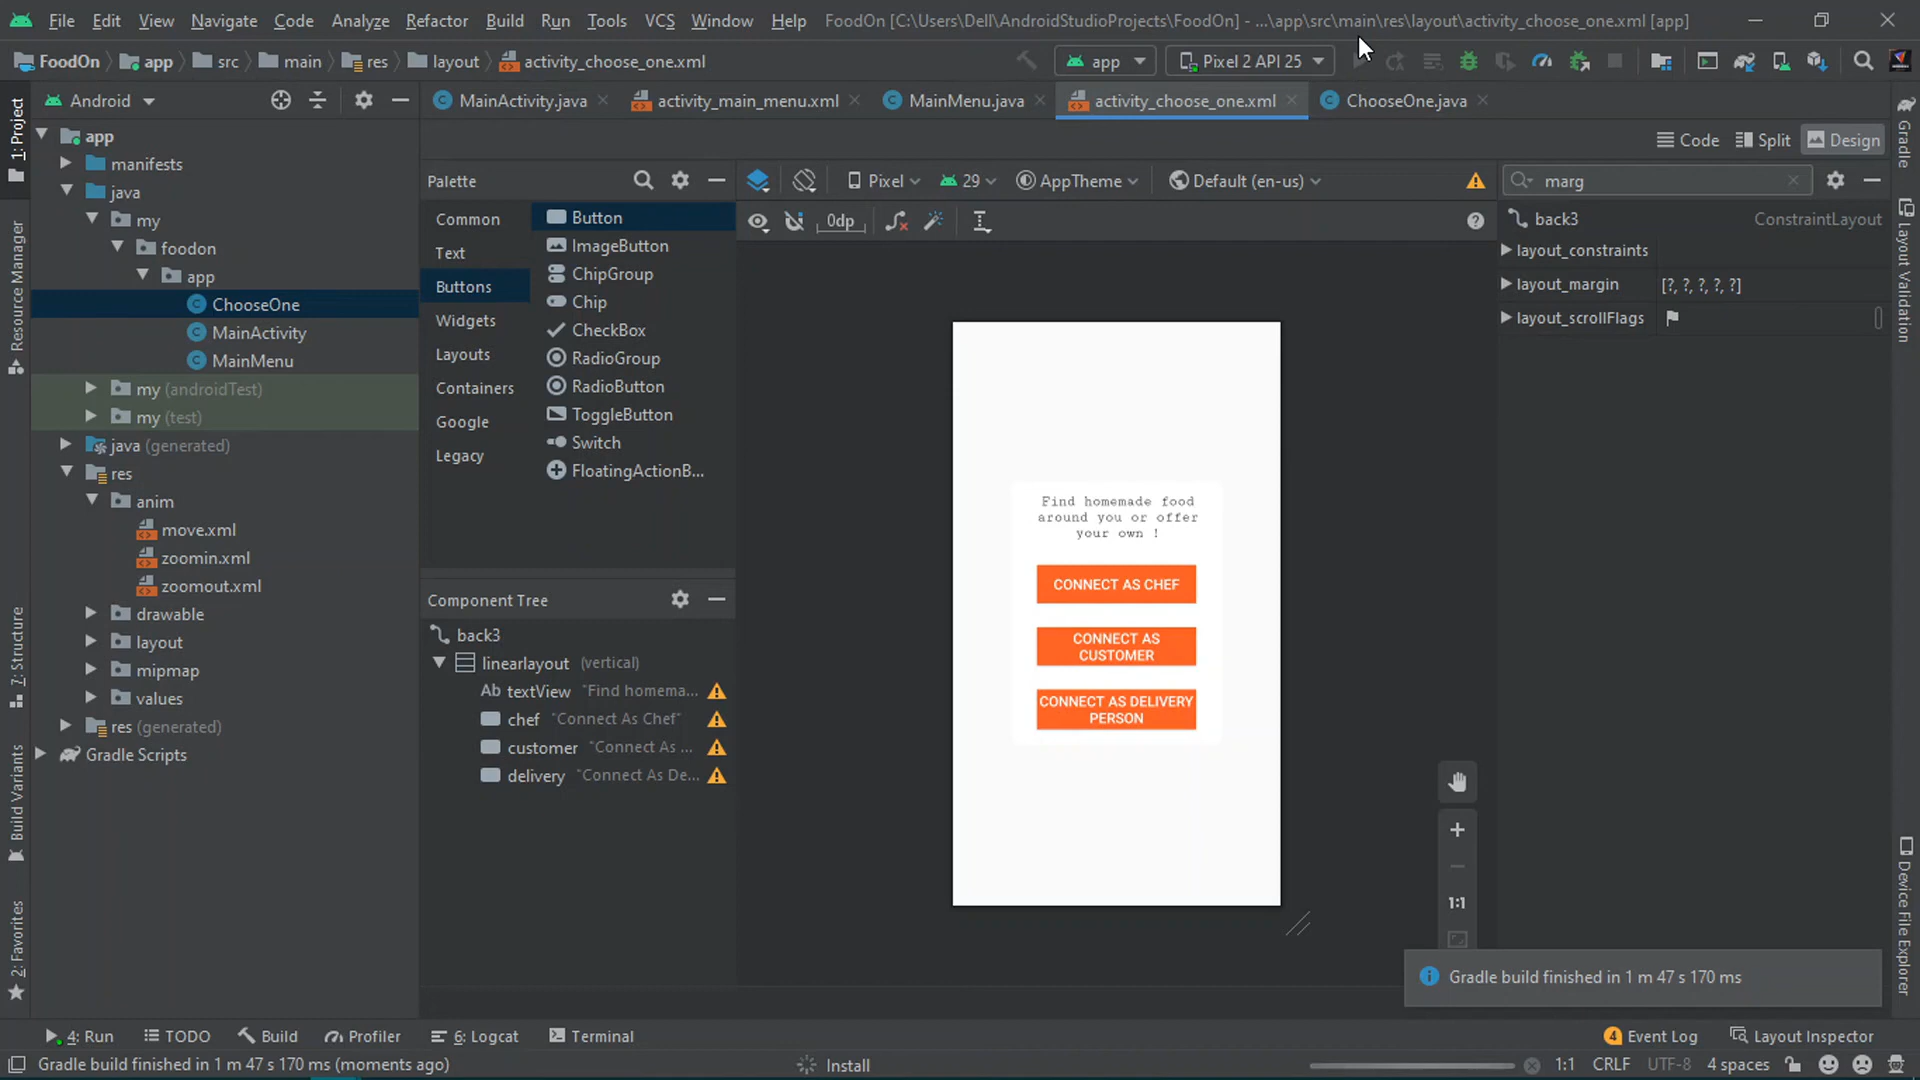 File Edit View Navigate Code Analyze Refactor Build Run Tools VCS Window Help FoodOn [C:\Users\Dell\AndroidStudioProjects\FoodOn] - ...\app\src\main\res\layout\activity_choose_one.xml [app]
FoodOn app src main res layout activity_choose_one.xml app Pixel 2 API 25
Android MainActivity.java activity_main_menu.xml MainMenu.java activity_choose_one.xml ChooseOne.java
Code Split Design
Palette Pixel 29 AppTheme Default (en-us) marg
0dp
Common
Text
Buttons
Widgets
Layouts
Containers
Google
Legacy
Button
ImageButton
ChipGroup
Chip
CheckBox
RadioGroup
RadioButton
ToggleButton
Switch
FloatingActionB...
back3 ConstraintLayout
layout_constraints
layout_margin [?, ?, ?, ?, ?]
layout_scrollFlags
app
manifests
java
my
foodon
app
ChooseOne
MainActivity
MainMenu
my (androidTest)
my (test)
java (generated)
res
anim
move.xml
zoomin.xml
zoomout.xml
drawable
layout
mipmap
values
res (generated)
Gradle Scripts
Component Tree
back3
linearlayout (vertical)
Ab textView "Find homema...
chef "Connect As Chef"
customer "Connect As ...
delivery "Connect As De...
Find homemade food
around you or offer
your own !
CONNECT AS CHEF
CONNECT AS
CUSTOMER
CONNECT AS DELIVERY
PERSON
1:1
Gradle build finished in 1 m 47 s 170 ms
1: Project
Resource Manager
7: Structure
Build Variants
2: Favorites
Gradle
Layout Validation
Device File Explorer
4: Run TODO Build Profiler 6: Logcat Terminal 4 Event Log Layout Inspector
Gradle build finished in 1 m 47 s 170 ms (moments ago) Install 1:1 CRLF UTF-8 4 spaces